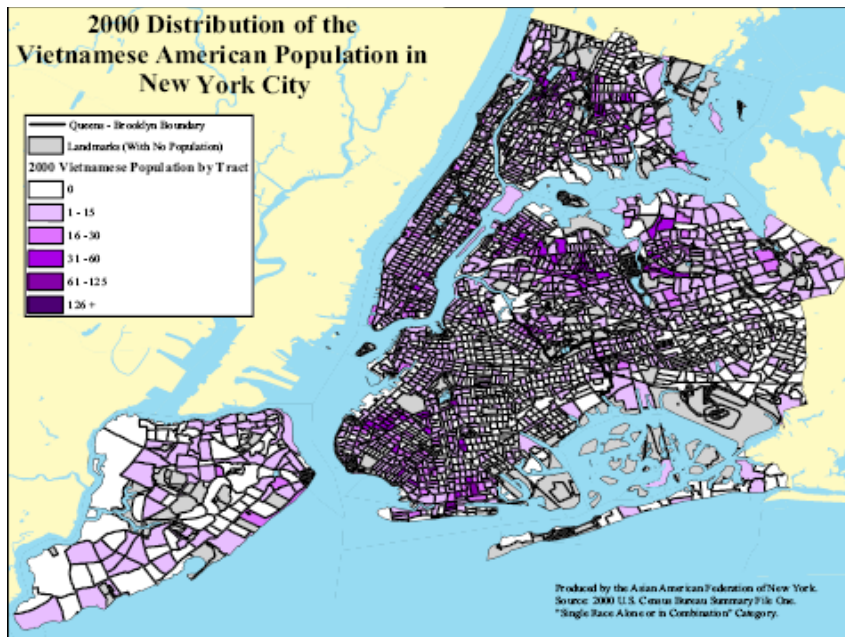 2000 Distribution of the
Vietnamese American Population in
New York City
Queens - Brooklyn Boundary
Landmarks (With No Population)
2000 Vietnamese Population by Tract
0
1 - 15
16 - 30
31 - 60
61 - 125
126 +
Produced by the Asian American Federation of New York.
Source: 2000 U.S. Census Bureau Summary File One.
"Single Race Alone or in Combination" Category.